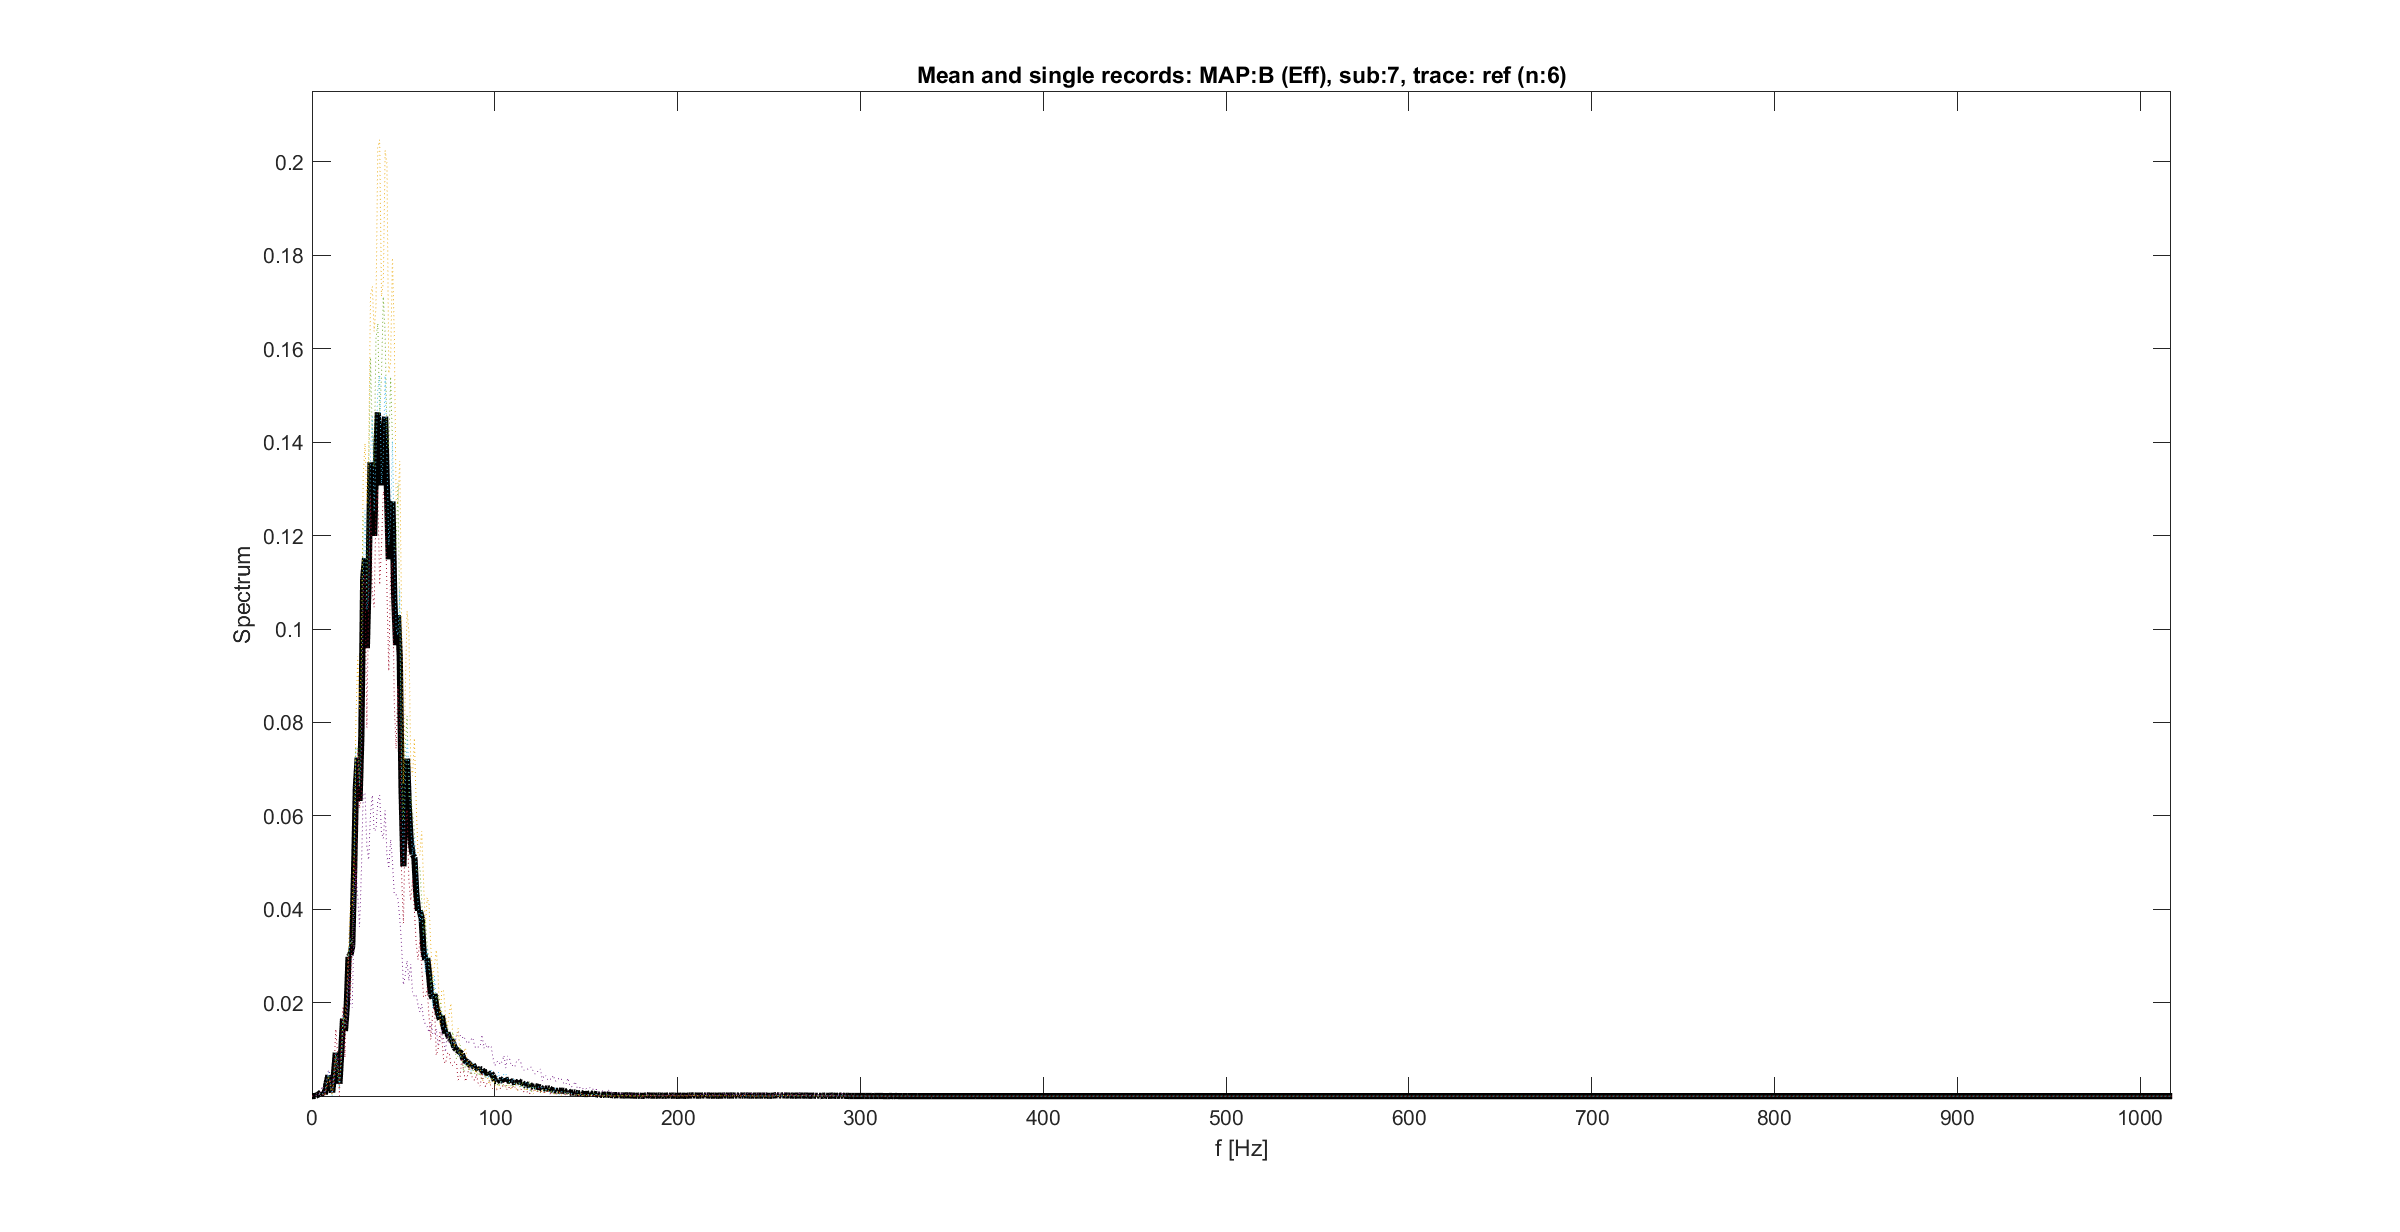 Mean and single records: MAP:B (Eff), sub:7, trace: ref (n:6)
0.2
0.18
0.16
0.14
0.12
0.1
0.08
0.06
0.04
0.02
Spectrum
0 100 200 300 400 500 600 700 800 900 1000
f [Hz]